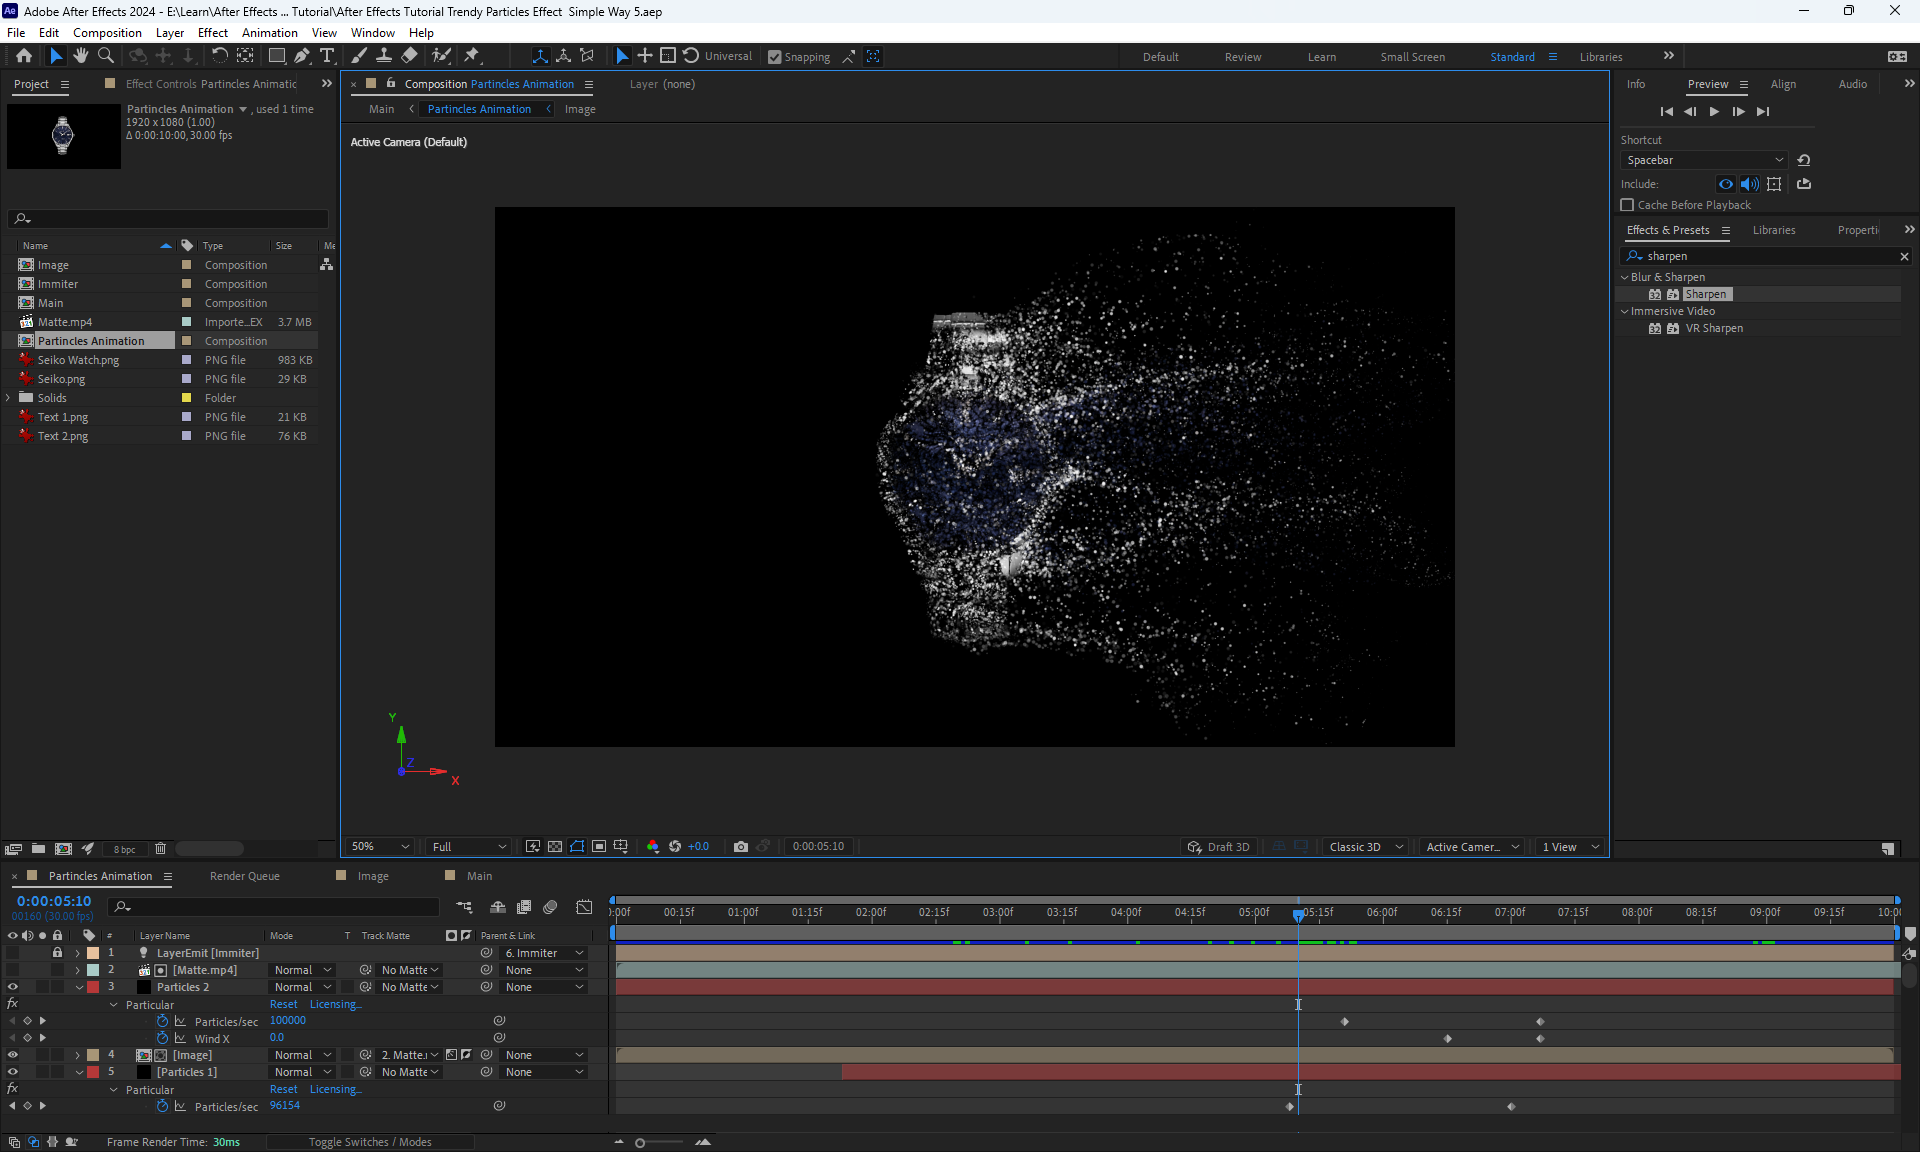 Adobe After Effects 2024 - E:\Learn\After Effects ... Tutorial\After Effects Tutorial Trendy Particles Effect  Simple Way 5.aep
File Edit Composition Layer Effect Animation View Window Help
Universal Snapping Default Review Learn Small Screen Standard Libraries
Project Effect Controls Partincles Animatic
Composition Partincles Animation Layer (none)
Info Preview Align Audio
Main Partincles Animation Image
Partincles Animation , used 1 time
1920 x 1080 (1.00)
Δ 0:00:10:00, 30.00 fps
Active Camera (Default)
Shortcut
Spacebar
Include:
Cache Before Playback
Effects & Presets Libraries Properti
sharpen
Blur & Sharpen
Sharpen
Immersive Video
VR Sharpen
Name Type Size Me
Image Composition
Immiter Composition
Main Composition
Matte.mp4 Importe...EX 3.7 MB
Partincles Animation Composition
Seiko Watch.png PNG file 983 KB
Seiko.png PNG file 29 KB
Solids Folder
Text 1.png PNG file 21 KB
Text 2.png PNG file 76 KB
Y
Z
X
8 bpc
50% Full +0.0 0:00:05:10 Draft 3D Classic 3D Active Camer... 1 View
Partincles Animation Render Queue Image Main
0:00:05:10
00160 (30.00 fps)
):00f 00:15f 01:00f 01:15f 02:00f 02:15f 03:00f 03:15f 04:00f 04:15f 05:00f 05:15f 06:00f 06:15f 07:00f 07:15f 08:00f 08:15f 09:00f 09:15f 10:00
# Layer Name Mode T Track Matte Parent & Link
1 LayerEmit [Immiter] 6. Immiter
2 [Matte.mp4] Normal No Matte None
3 Particles 2 Normal No Matte None
fx Particular Reset Licensing...
Particles/sec 100000
Wind X 0.0
4 [Image] Normal 2. Matte.r None
5 [Particles 1] Normal No Matte None
fx Particular Reset Licensing...
Particles/sec 96154
Frame Render Time: 30ms Toggle Switches / Modes